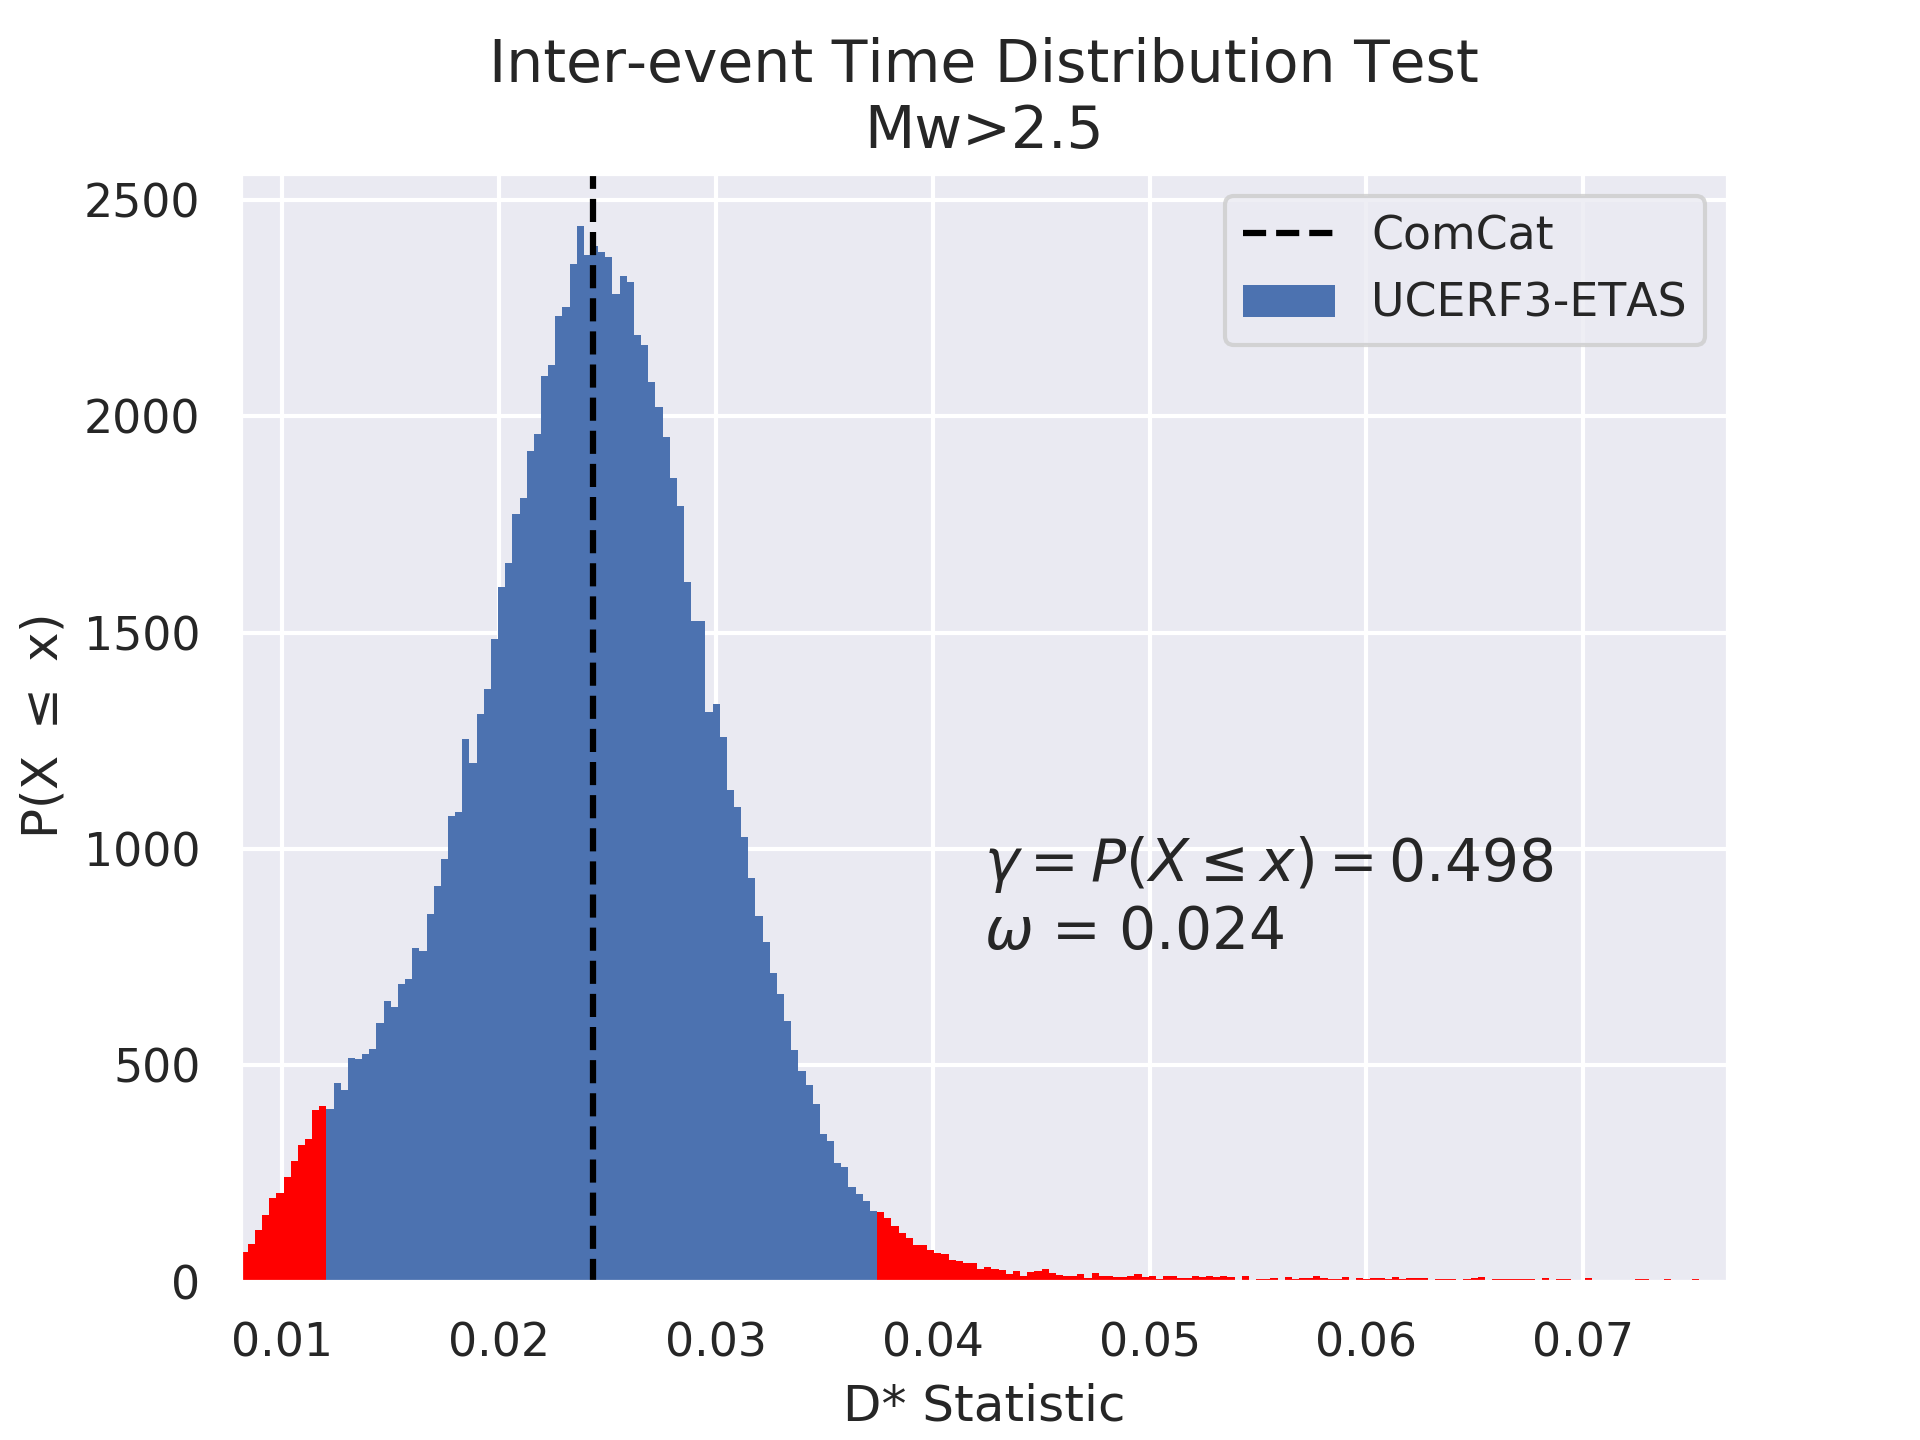 Inter-event Time Distribution Test
Mw>2.5
2500
2000
1500
1000
500
0
P(X ≤ x)
ComCat
UCERF3-ETAS
γ = P(X ≤ x) = 0.498
ω = 0.024
0.01 0.02 0.03 0.04 0.05 0.06 0.07
D* Statistic